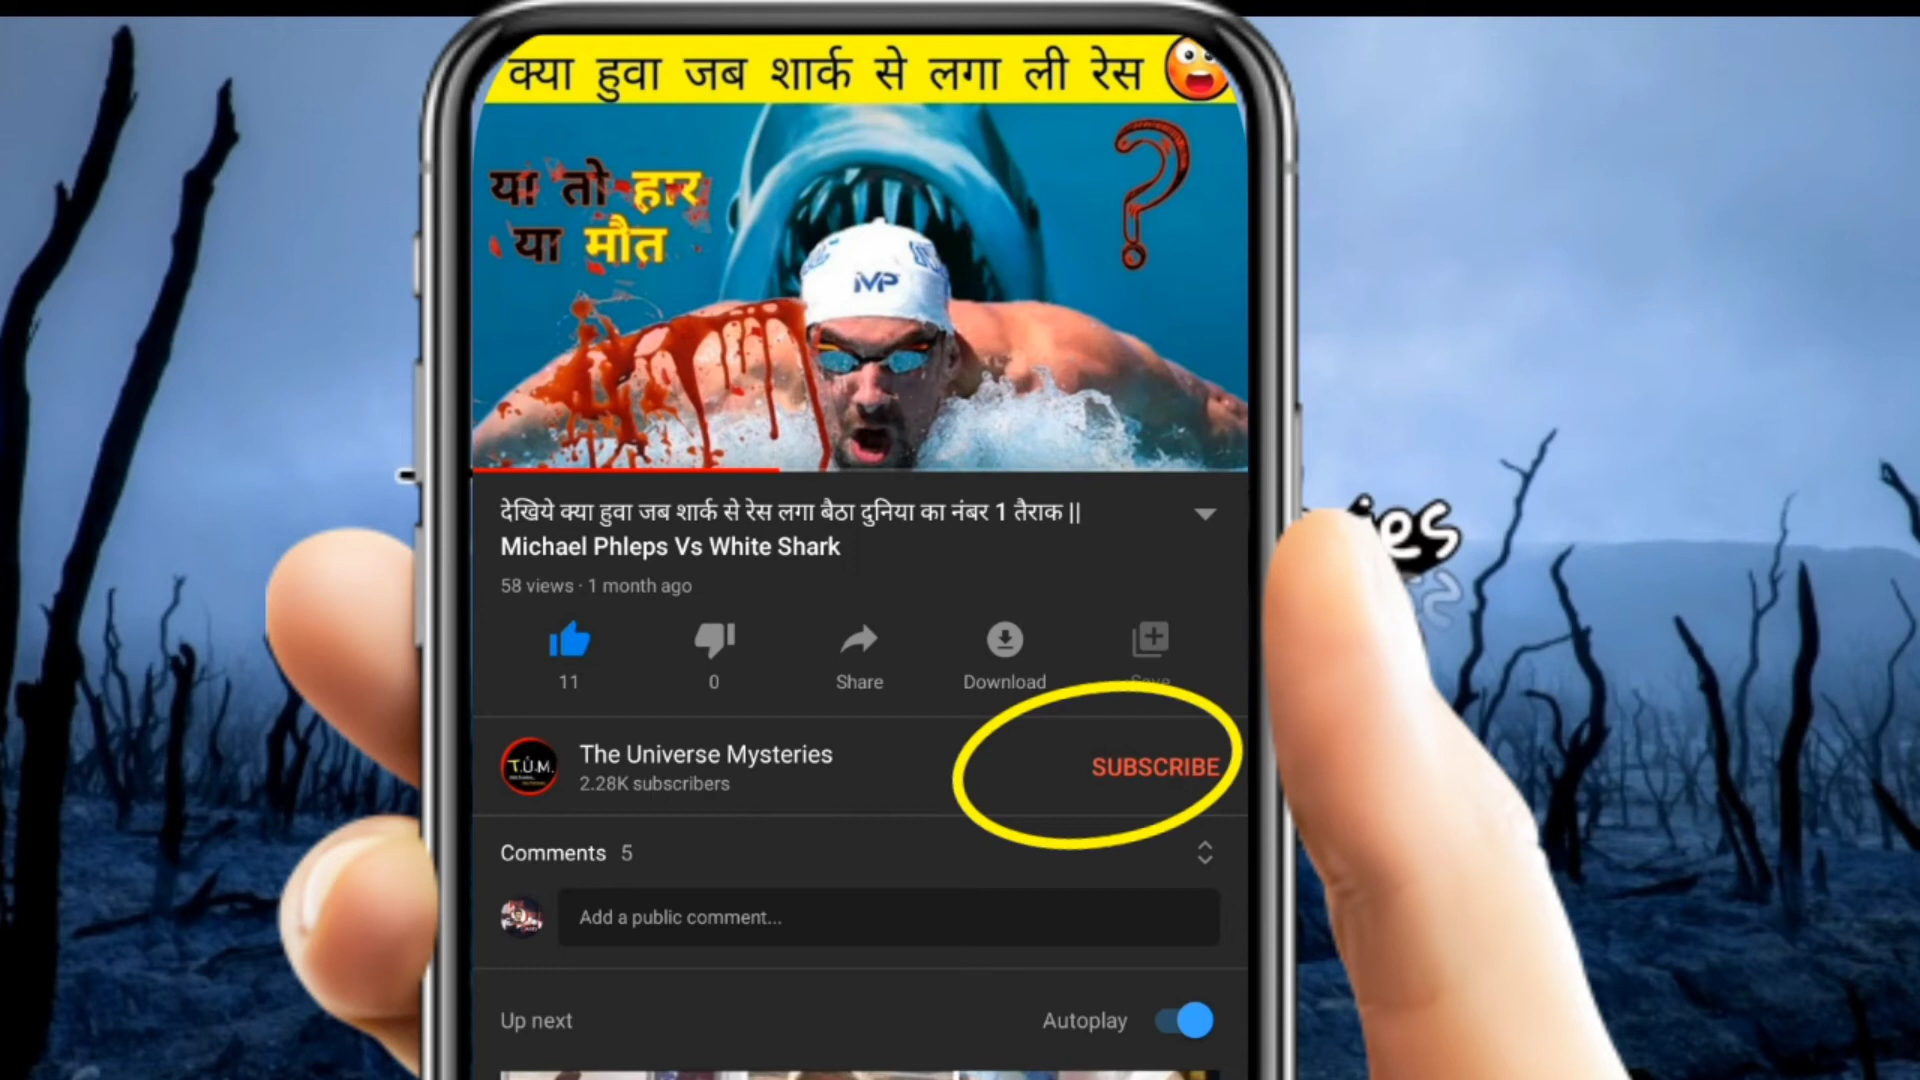 क्या हुवा जब शार्क से लगा ली रेस
या तो हार
या मौत
?
MP
देखिये क्या हुवा जब शार्क से रेस लगा बैठा दुनिया का नंबर 1 तैराक ||
Michael Phleps Vs White Shark
58 views · 1 month ago
11
0
Share
Download
Save
T.U.M.
The Universe Mysteries
2.28K subscribers
SUBSCRIBE
Comments 5
Add a public comment...
Up next
Autoplay